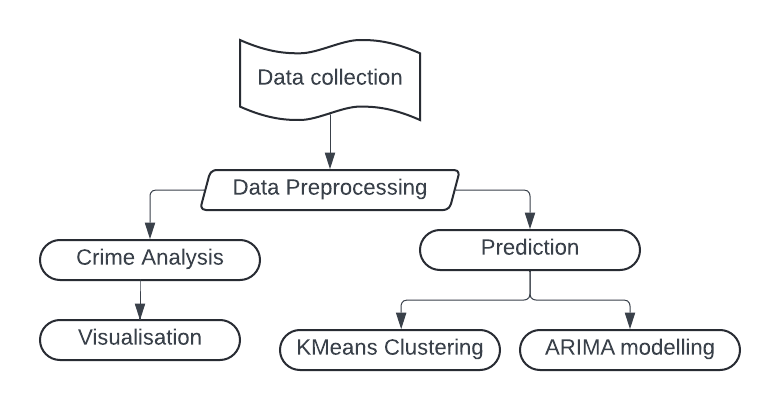 Data collection
Data Preprocessing
Crime Analysis
Prediction
Visualisation
KMeans Clustering
ARIMA modelling